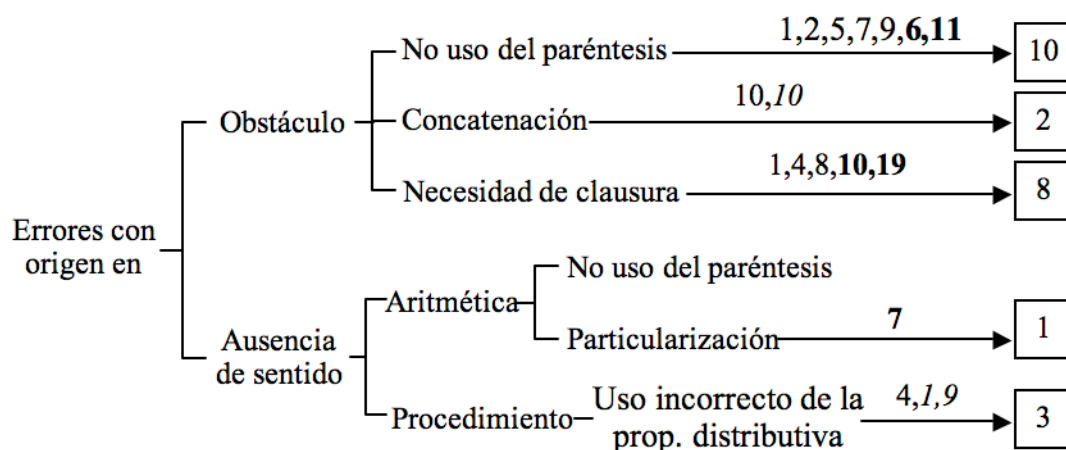 1,2,5,7,9,6,11
No uso del paréntesis
10
10,10
Obstáculo
Concatenación
2
1,4,8,10,19
Necesidad de clausura
8
Errores con
origen en
No uso del paréntesis
Aritmética
7
Ausencia
de sentido
Particularización
1
Procedimiento
Uso incorrecto de la
prop. distributiva
4,1,9
3